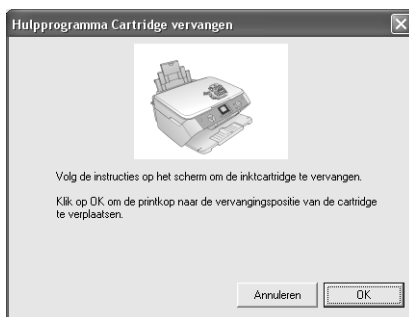 Hulpprogramma Cartridge vervangen
Volg de instructies op het scherm om de inktcartridge te vervangen.
Klik op OK om de printkop naar de vervangingspositie van de cartridge
te verplaatsen.
Annuleren
OK